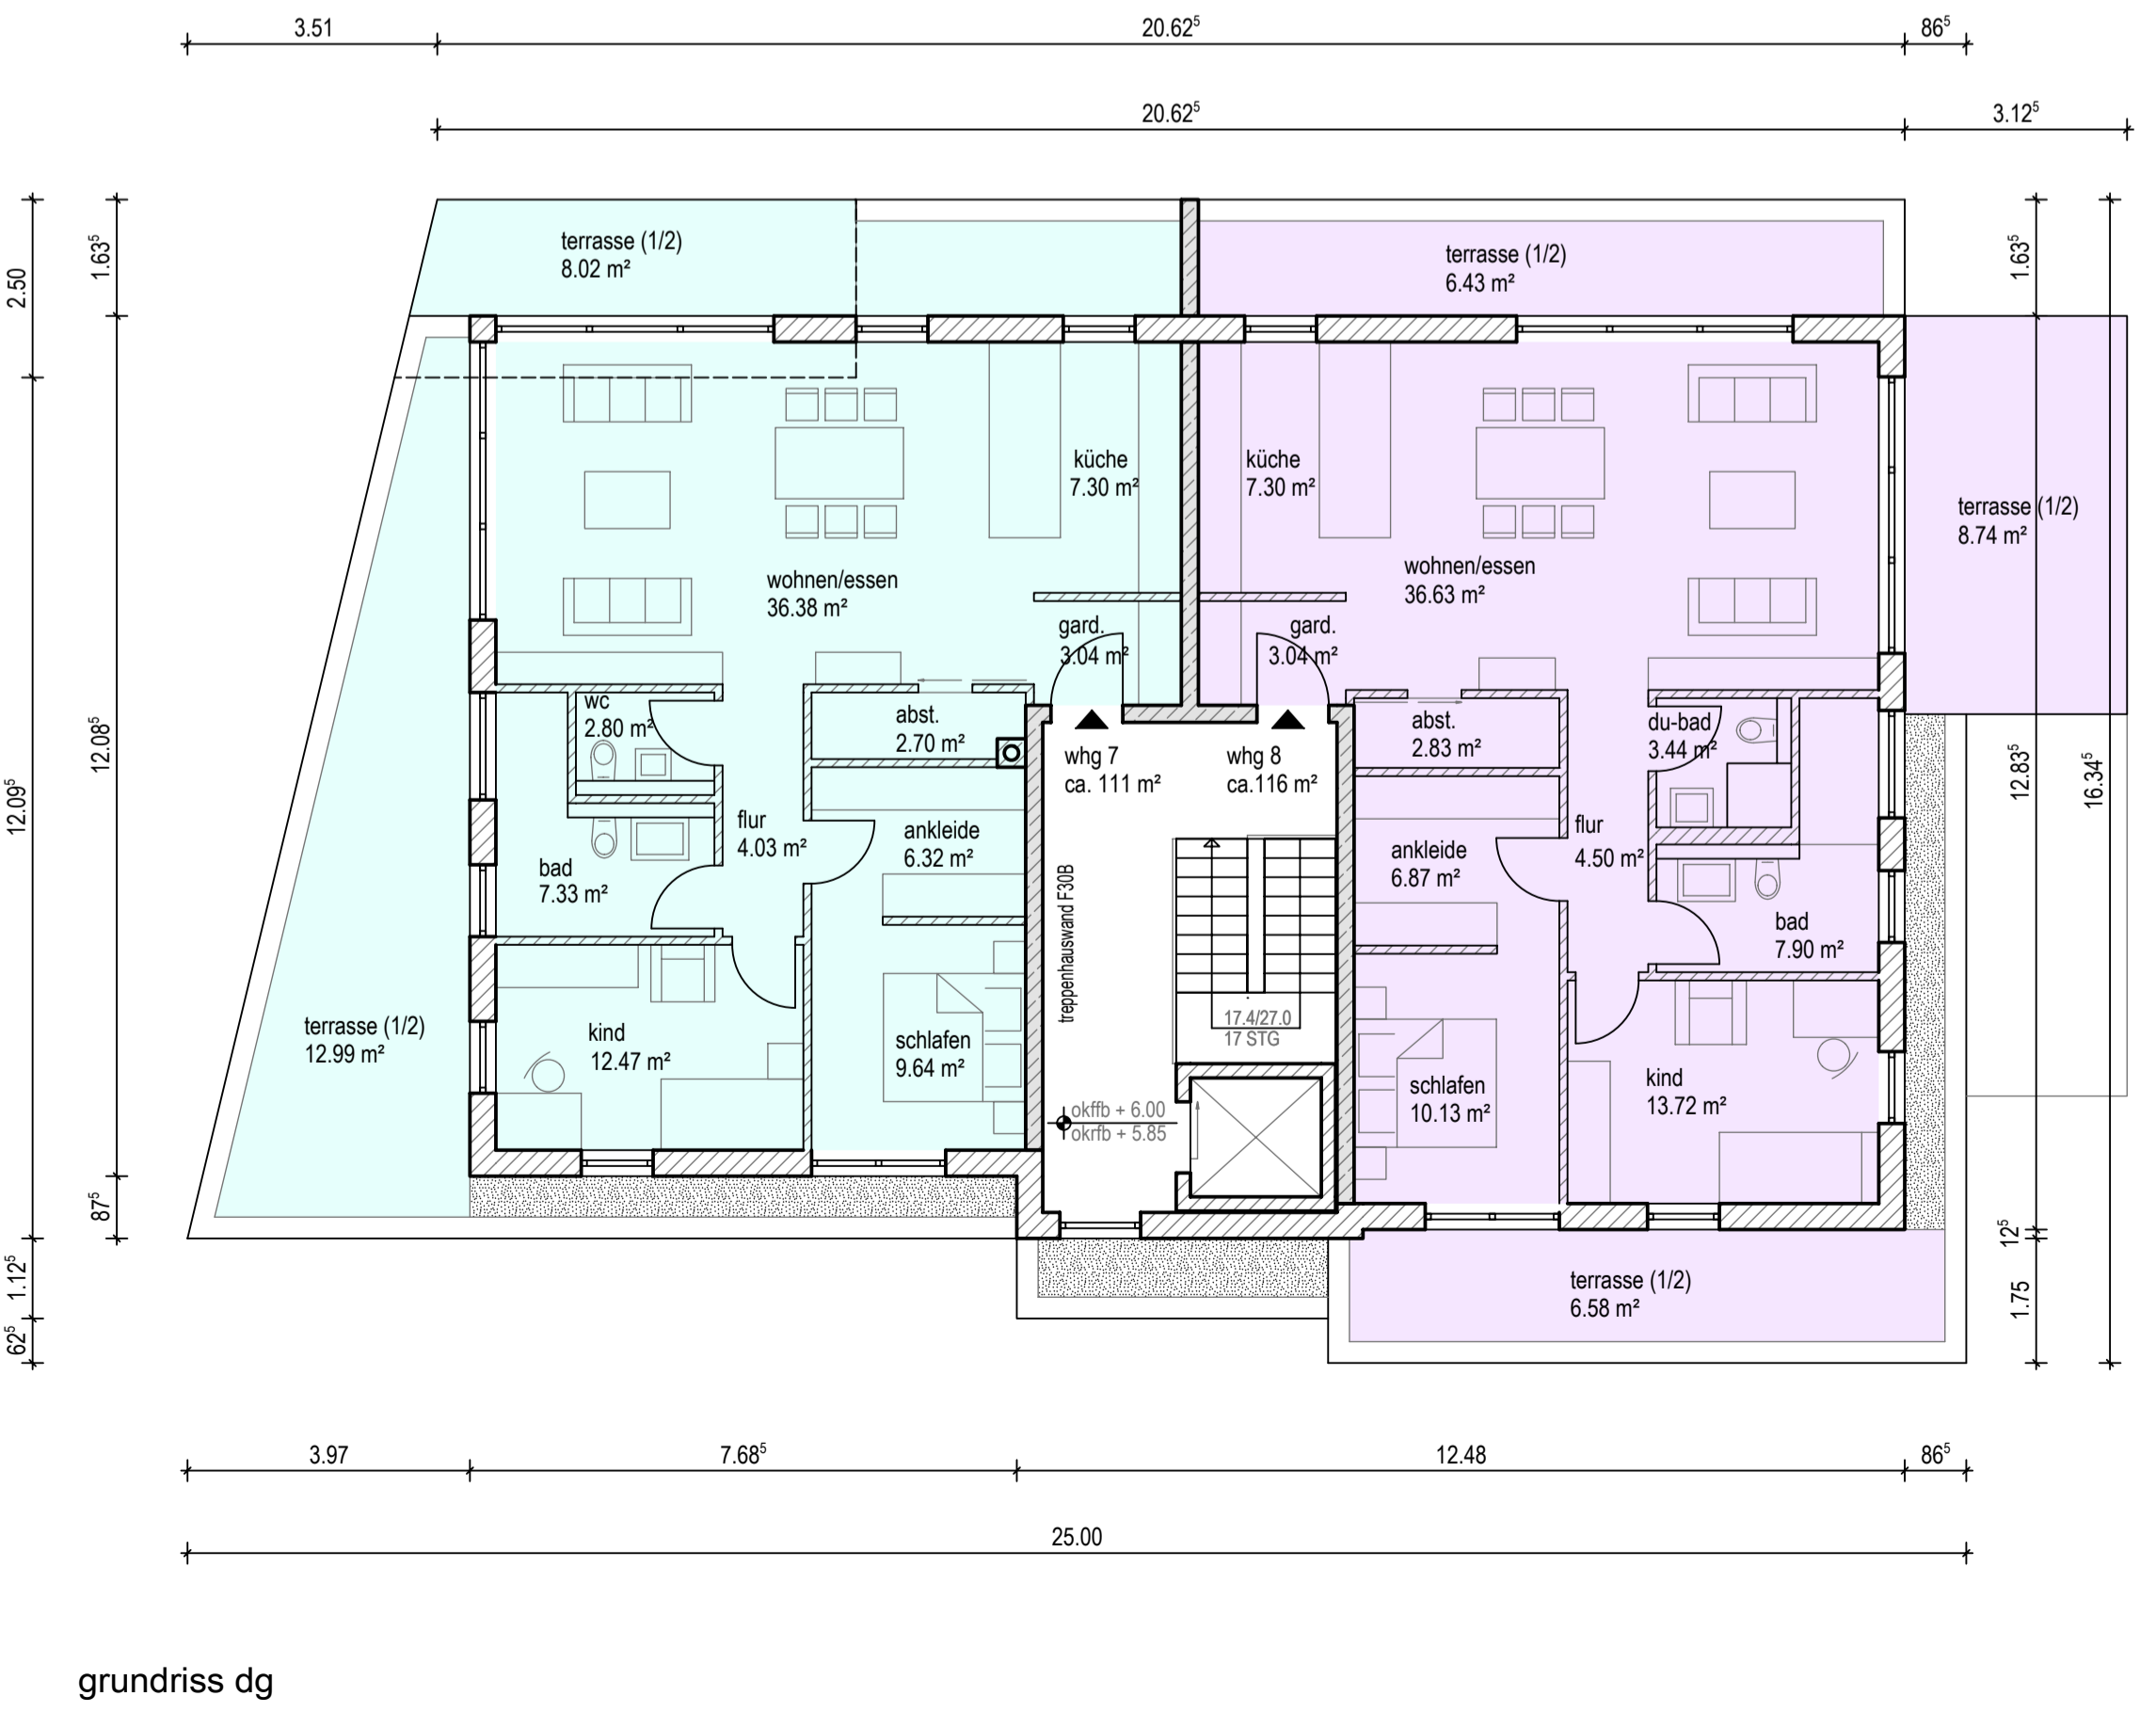 3.51
20.62⁵
86⁵
20.62⁵
3.12⁵
2.50
1.63⁵
1.63⁵
terrasse (1/2)
8.02 m²
terrasse (1/2)
6.43 m²
küche
7.30 m²
küche
7.30 m²
terrasse (1/2)
8.74 m²
wohnen/essen
36.38 m²
wohnen/essen
36.63 m²
gard.
3.04 m²
gard.
3.04 m²
wc
2.80 m²
abst.
2.70 m²
whg 7
ca. 111 m²
whg 8
ca.116 m²
abst.
2.83 m²
du-bad
3.44 m²
12.09⁵
12.08⁵
12.83⁵
16.34⁵
flur
4.03 m²
ankleide
6.32 m²
bad
7.33 m²
treppenhauswand F30B
ankleide
6.87 m²
flur
4.50 m²
bad
7.90 m²
terrasse (1/2)
12.99 m²
kind
12.47 m²
schlafen
9.64 m²
17.4/27.0
17 STG
okffb + 6.00
okrfb + 5.85
schlafen
10.13 m²
kind
13.72 m²
87⁵
1.12⁵
62⁵
12⁵
1.75
terrasse (1/2)
6.58 m²
3.97
7.68⁵
12.48
86⁵
25.00
grundriss dg